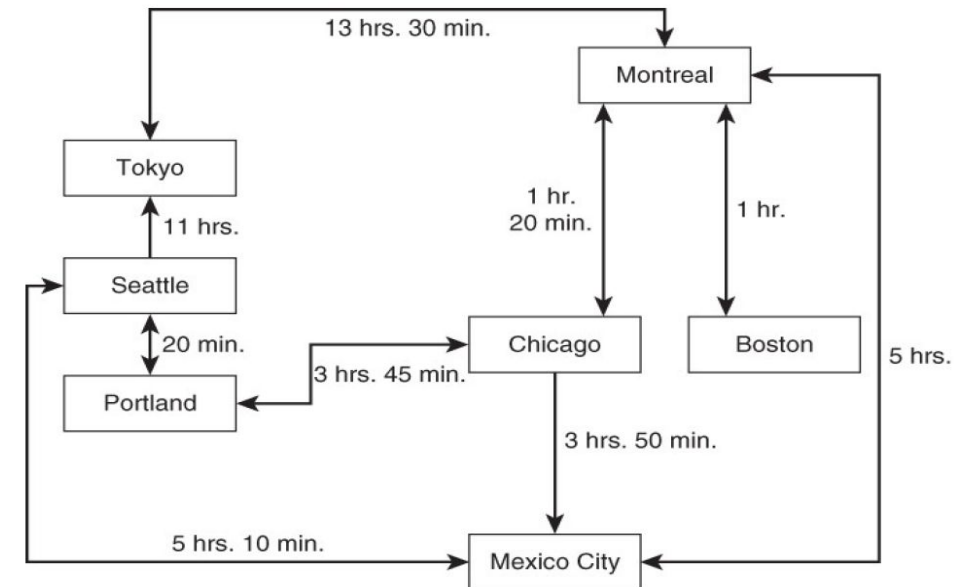 13 hrs. 30 min.
Montreal
Tokyo
1 hr.
20 min.
1 hr.
11 hrs.
Seattle
20 min.
Chicago
Boston
5 hrs.
3 hrs. 45 min.
Portland
3 hrs. 50 min.
5 hrs. 10 min.
Mexico City